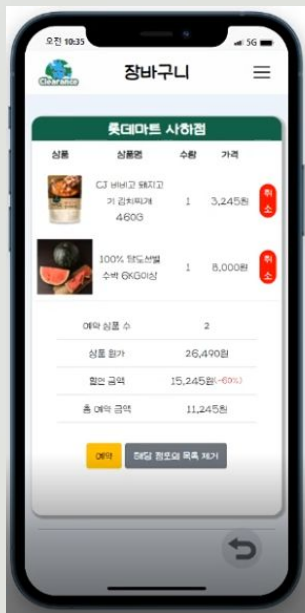 오전 10:35
5G
Clearance
장바구니
롯데마트 사하점
상품 상품명 수량 가격
CJ 비비고 돼지고
기 김치찌개
460G
1
3,245원
취
소
100% 당도선별
수박 6KG이상
1
8,000원
취
소
예약 상품 수 2
상품 원가 26,490원
할인 금액 15,245원(-60%)
총 예약 금액 11,245원
예약
해당 점포의 목록 제거